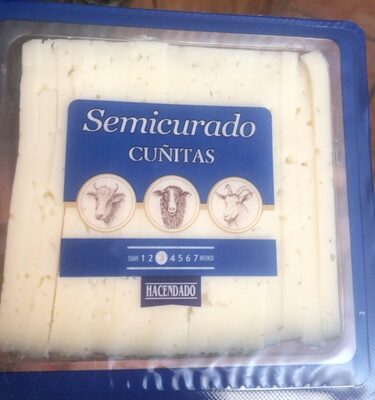 Semicurado
CUÑITAS
SUAVE 1 2 3 4 5 6 7 INTENSO
HACENDADO